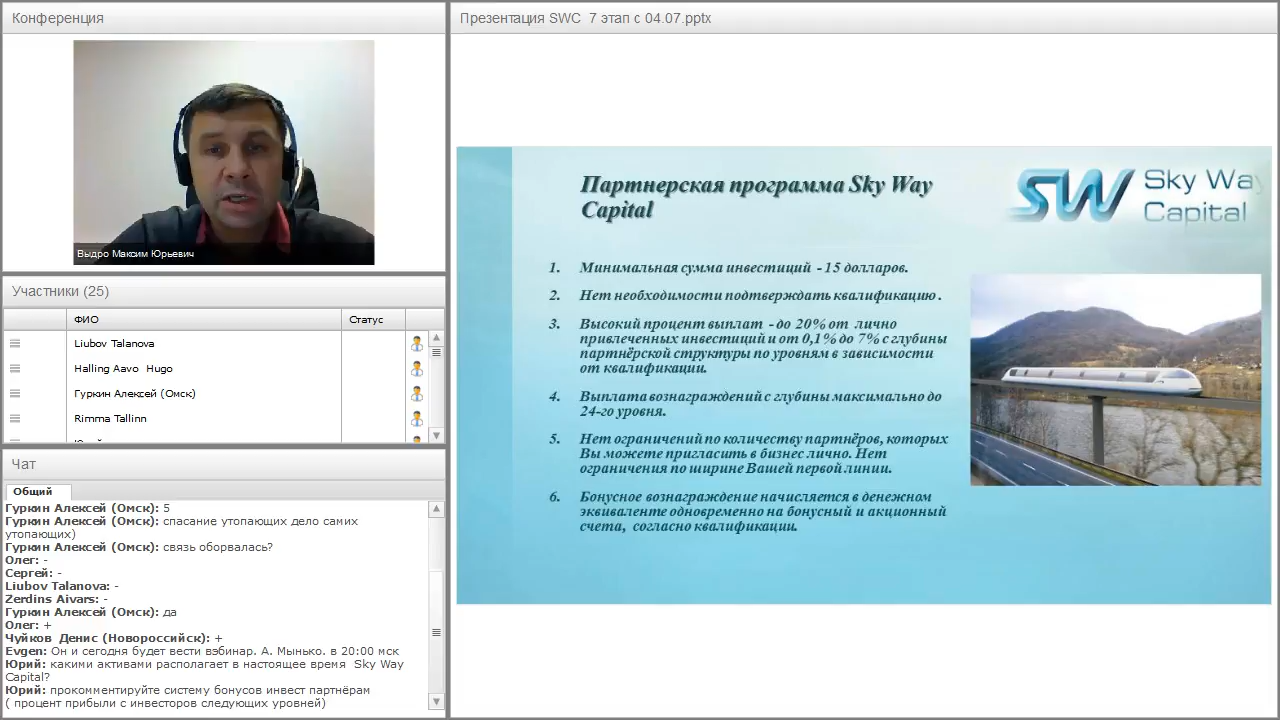 Конференция
Выдро Максим Юрьевич
Участники (25)
ФИО
Статус
Liubov Talanova
Halling Aavo Hugo
Гуркин Алексей (Омск)
Rimma Tallinn
Чат
Общий
Гуркин Алексей (Омск): 5
Гуркин Алексей (Омск): спасание утопающих дело самих
утопающих)
Гуркин Алексей (Омск): связь оборвалась?
Олег: -
Сергей: -
Liubov Talanova: -
Zerdins Aivars: -
Гуркин Алексей (Омск): да
Олег: +
Чуйков Денис (Новороссийск): +
Evgen: Он и сегодня будет вести вэбинар. А. Мынько. в 20:00 мск
Юрий: какими активами располагает в настоящее время Sky Way
Capital?
Юрий: прокомментируйте систему бонусов инвест партнёрам
( процент прибыли с инвесторов следующих уровней)
Презентация SWC 7 этап с 04.07.pptx
Партнерская программа Sky Way
Capital
SW Sky Way
Capital
1. Минимальная сумма инвестиций - 15 долларов.
2. Нет необходимости подтверждать квалификацию .
3. Высокий процент выплат - до 20% от лично
привлеченных инвестиций и от 0,1% до 7% с глубины
партнёрской структуры по уровням в зависимости
от квалификации.
4. Выплата вознаграждений с глубины максимально до
24-го уровня.
5. Нет ограничений по количеству партнёров, которых
Вы можете пригласить в бизнес лично. Нет
ограничения по ширине Вашей первой линии.
6. Бонусное вознаграждение начисляется в денежном
эквиваленте одновременно на бонусный и акционный
счета, согласно квалификации.